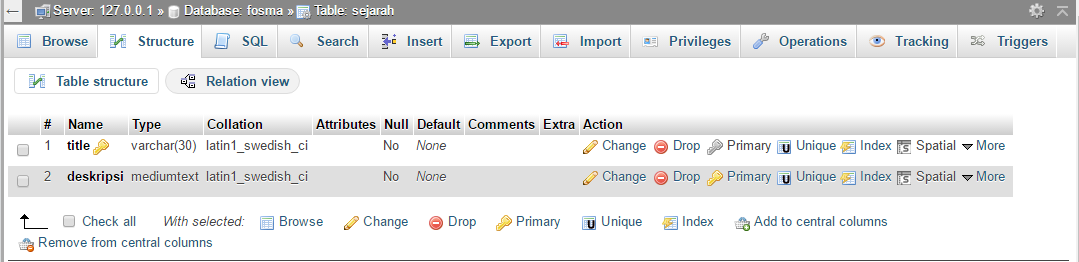 Server: 127.0.0.1 » Database: fosma » Table: sejarah
Browse Structure SQL Search Insert Export Import Privileges Operations Tracking Triggers
Table structure Relation view
# Name Type Collation Attributes Null Default Comments Extra Action
1 title varchar(30) latin1_swedish_ci No None Change Drop Primary Unique Index Spatial More
2 deskripsi mediumtext latin1_swedish_ci No None Change Drop Primary Unique Index Spatial More
Check all With selected: Browse Change Drop Primary Unique Index Add to central columns
Remove from central columns